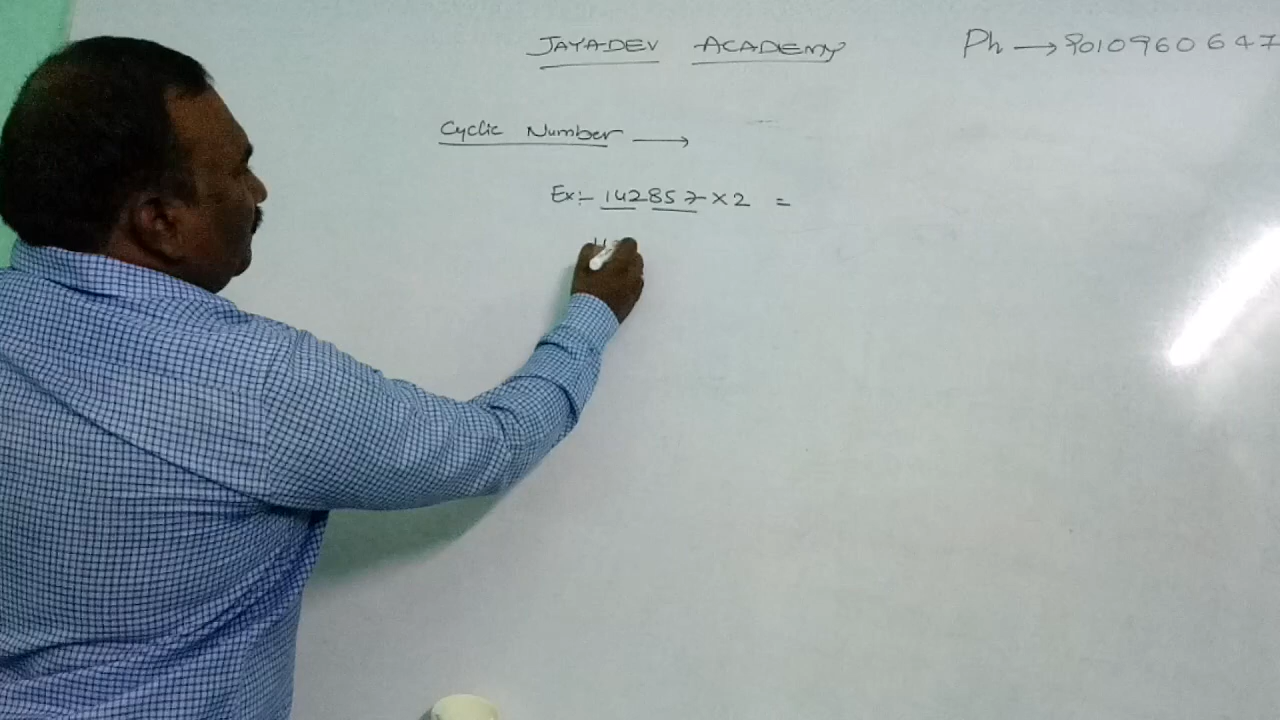 JAYADEV ACADEMY Ph → 9010960647
Cyclic Number →
Ex:- 142857 × 2 =